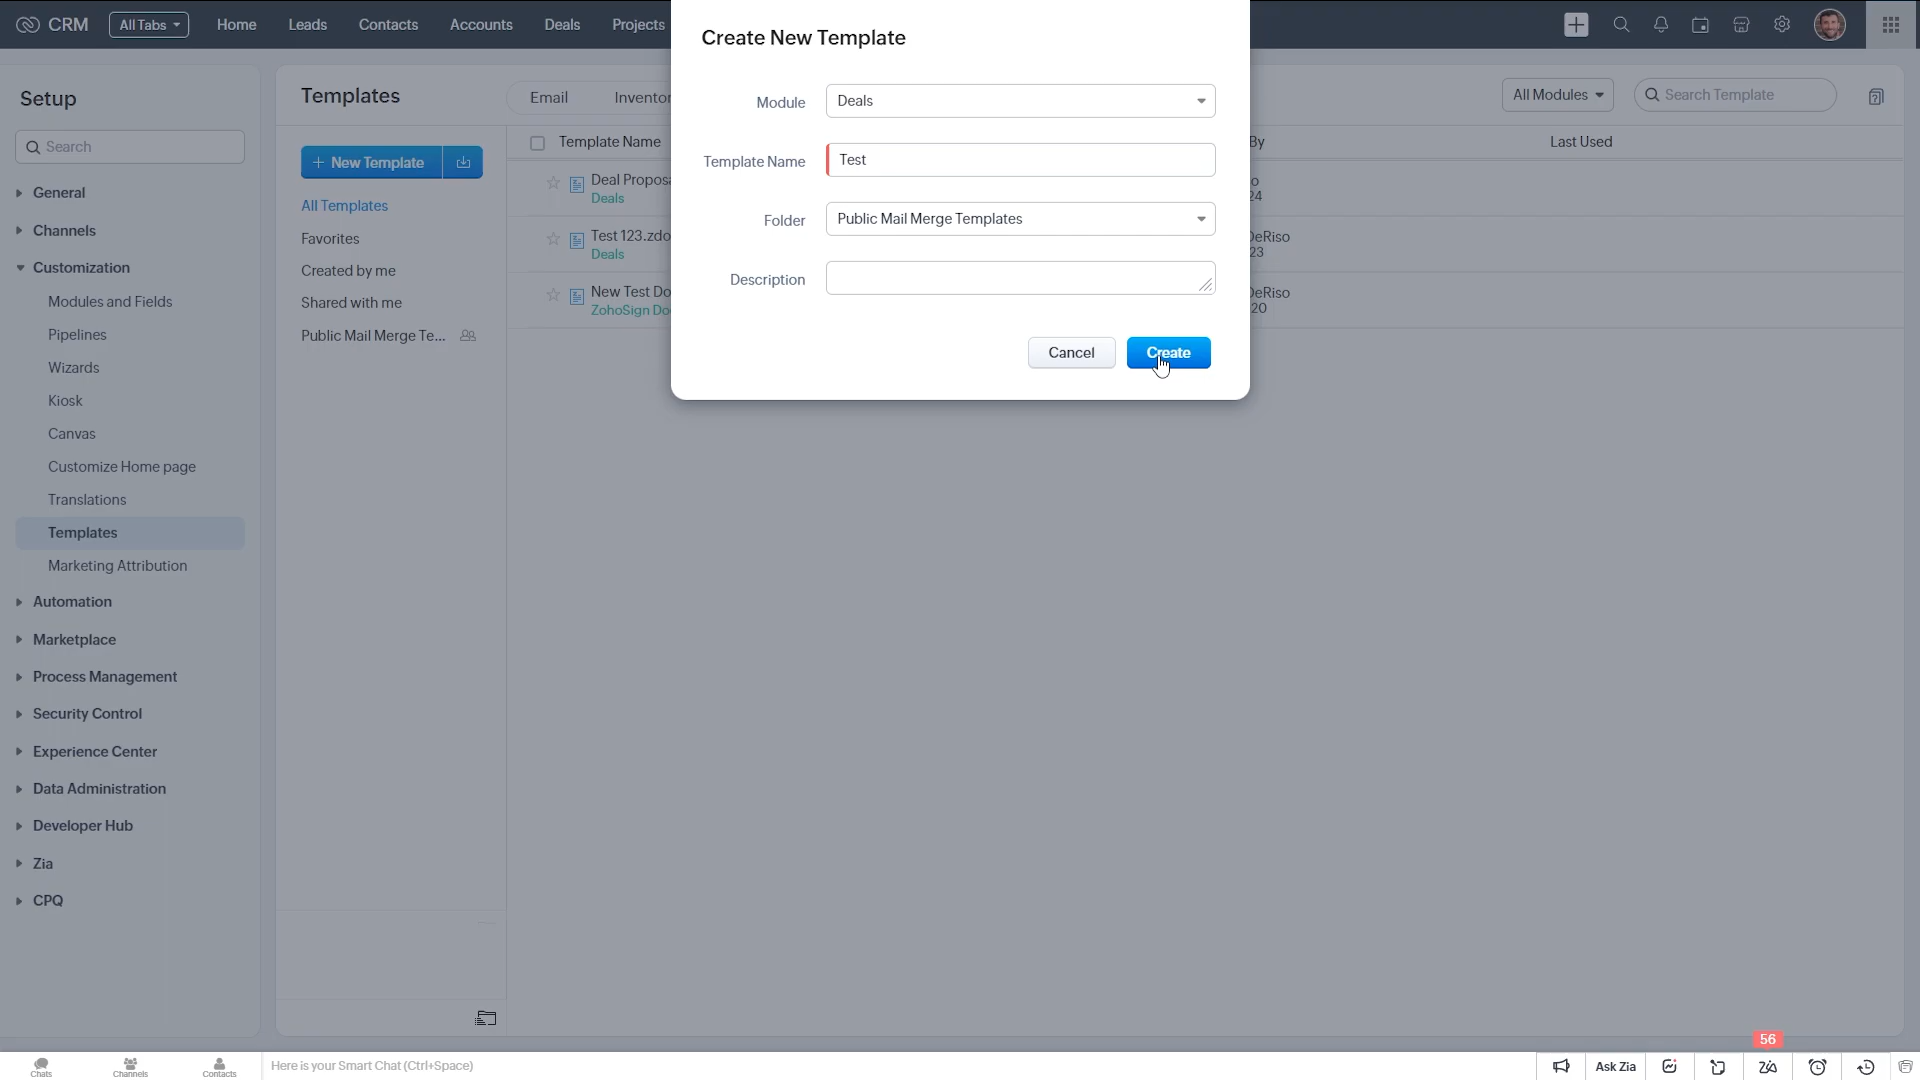 CRM
All Tabs
Home
Leads
Contacts
Accounts
Deals
Projects
Create New Template
Module
Deals
Template Name
Test
Folder
Public Mail Merge Templates
Description
Cancel
Create
Setup
Search
General
Channels
Customization
Modules and Fields
Pipelines
Wizards
Kiosk
Canvas
Customize Home page
Translations
Templates
Marketing Attribution
Automation
Marketplace
Process Management
Security Control
Experience Center
Data Administration
Developer Hub
Zia
CPQ
Templates
Email
Inventor
All Modules
Search Template
+ New Template
All Templates
Favorites
Created by me
Shared with me
Public Mail Merge Te...
Template Name
By
Last Used
Deal Propos
Deals
24
Test 123.zdo
Deals
DeRiso
23
New Test Do
ZohoSign Do
DeRiso
20
56
Chats
Channels
Contacts
Here is your Smart Chat (Ctrl+Space)
Ask Zia